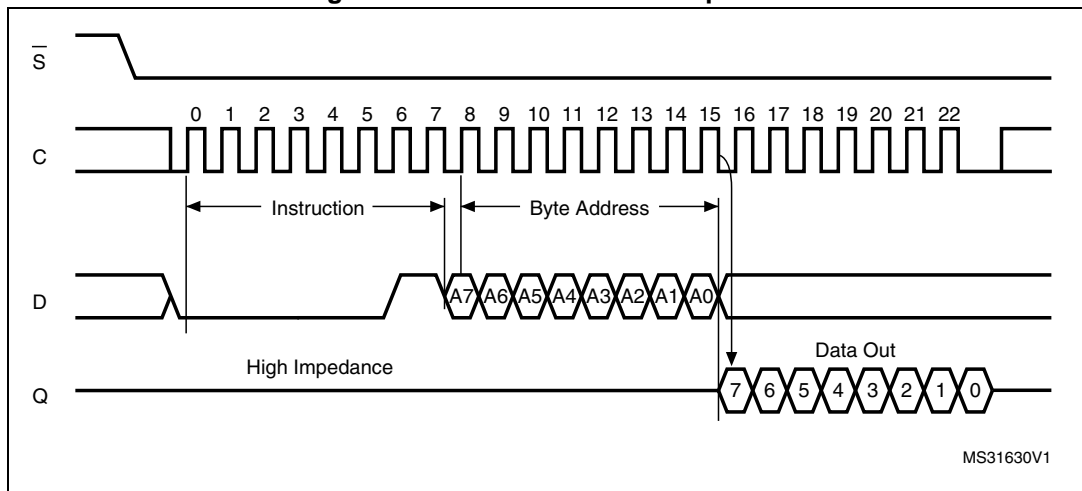 S
0 1 2 3 4 5 6 7 8 9 10 11 12 13 14 15 16 17 18 19 20 21 22
C
Instruction Byte Address
D A7 A6 A5 A4 A3 A2 A1 A0
High Impedance Data Out
Q 7 6 5 4 3 2 1 0
MS31630V1